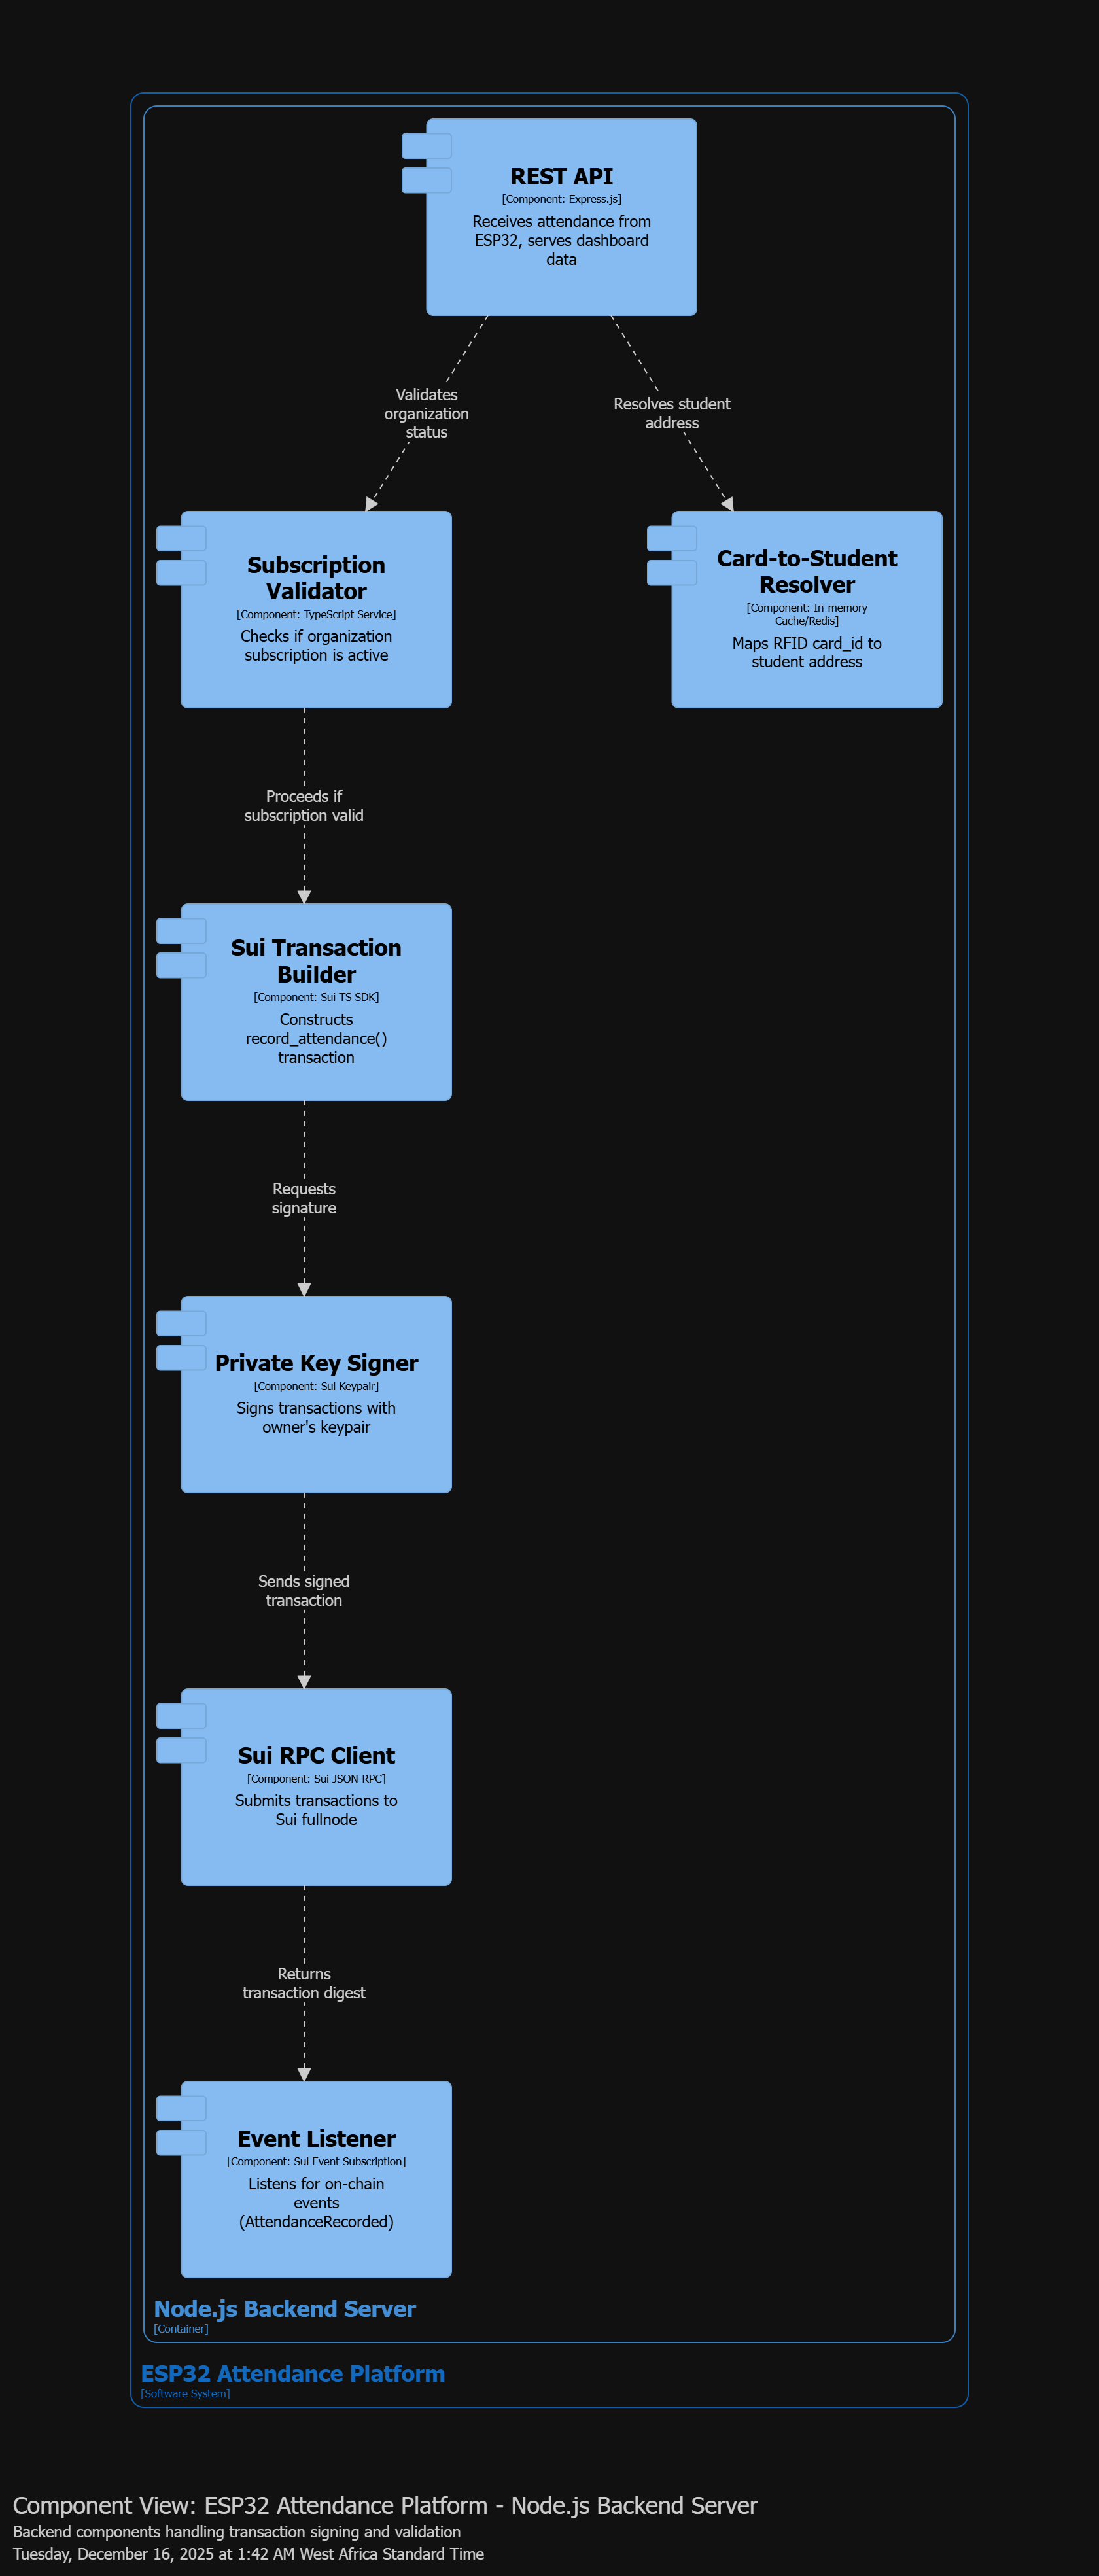 REST API
[Component: Express.js]
Receives attendance from
ESP32, serves dashboard
data
Validates
organization
status
Resolves student
address
Subscription
Validator
[Component: TypeScript Service]
Checks if organization
subscription is active
Card-to-Student
Resolver
[Component: In-memory
Cache/Redis]
Maps RFID card_id to
student address
Proceeds if
subscription valid
Sui Transaction
Builder
[Component: Sui TS SDK]
Constructs
record_attendance()
transaction
Requests
signature
Private Key Signer
[Component: Sui Keypair]
Signs transactions with
owner's keypair
Sends signed
transaction
Sui RPC Client
[Component: Sui JSON-RPC]
Submits transactions to
Sui fullnode
Returns
transaction digest
Event Listener
[Component: Sui Event Subscription]
Listens for on-chain
events
(AttendanceRecorded)
Node.js Backend Server
[Container]
ESP32 Attendance Platform
[Software System]
Component View: ESP32 Attendance Platform - Node.js Backend Server
Backend components handling transaction signing and validation
Tuesday, December 16, 2025 at 1:42 AM West Africa Standard Time